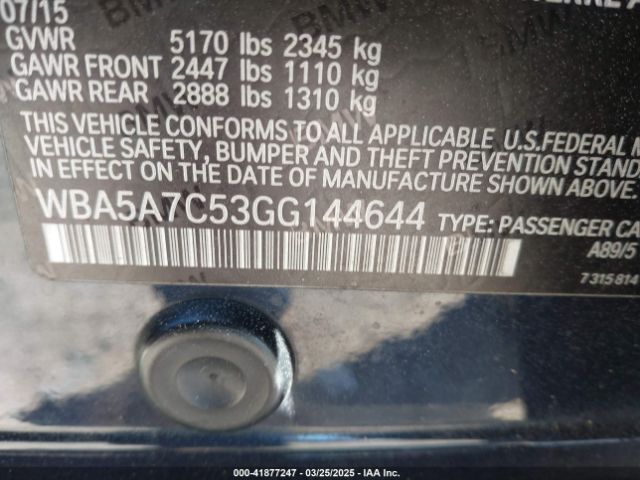 07/15
GVWR 5170 lbs 2345 kg
GAWR FRONT 2447 lbs 1110 kg
GAWR REAR 2888 lbs 1310 kg
THIS VEHICLE CONFORMS TO ALL APPLICABLE U.S.FEDERAL M
VEHICLE SAFETY, BUMPER AND THEFT PREVENTION STAND
IN EFFECT ON THE DATE OF MANUFACTURE SHOWN ABOVE.
WBA5A7C53GG144644 TYPE: PASSENGER CA
A89/5
7315814
000-41877247 / 03/25/2025 - IAA Inc.